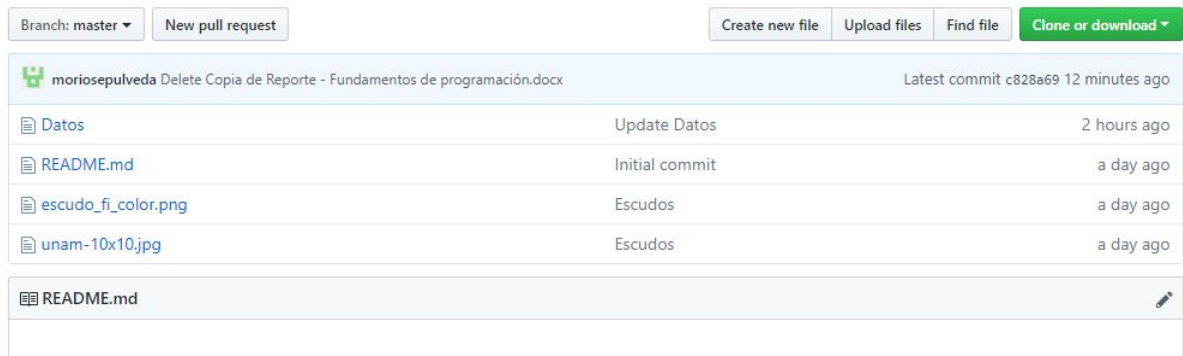 Branch: master New pull request Create new file Upload files Find file Clone or download
moriosepulveda Delete Copia de Reporte - Fundamentos de programación.docx Latest commit c828a69 12 minutes ago
Datos Update Datos 2 hours ago
README.md Initial commit a day ago
escudo_fi_color.png Escudos a day ago
unam-10x10.jpg Escudos a day ago
README.md